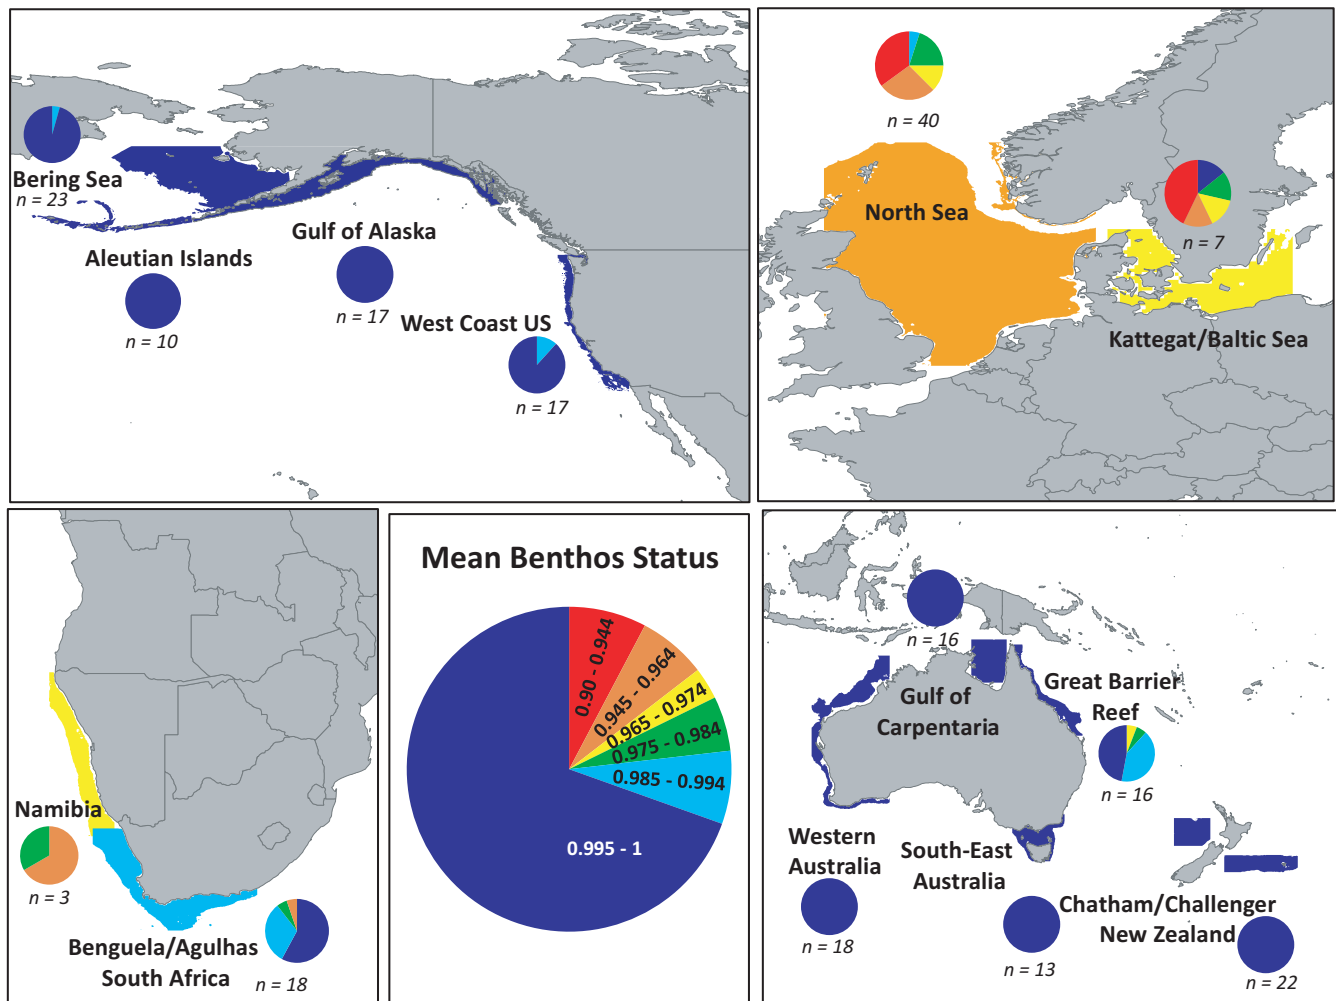 Bering Sea
n = 23
Aleutian Islands
n = 10
Gulf of Alaska
n = 17
West Coast US
n = 17
n = 40
North Sea
n = 7
Kattegat/Baltic Sea
Namibia
n = 3
Benguela/Agulhas
South Africa
n = 18
Mean Benthos Status
0.90 - 0.944
0.945 - 0.964
0.965 - 0.974
0.975 - 0.984
0.985 - 0.994
0.995 - 1
n = 16
Gulf of
Carpentaria
Great Barrier
Reef
n = 16
Western
Australia
n = 18
South-East
Australia
n = 13
Chatham/Challenger
New Zealand
n = 22